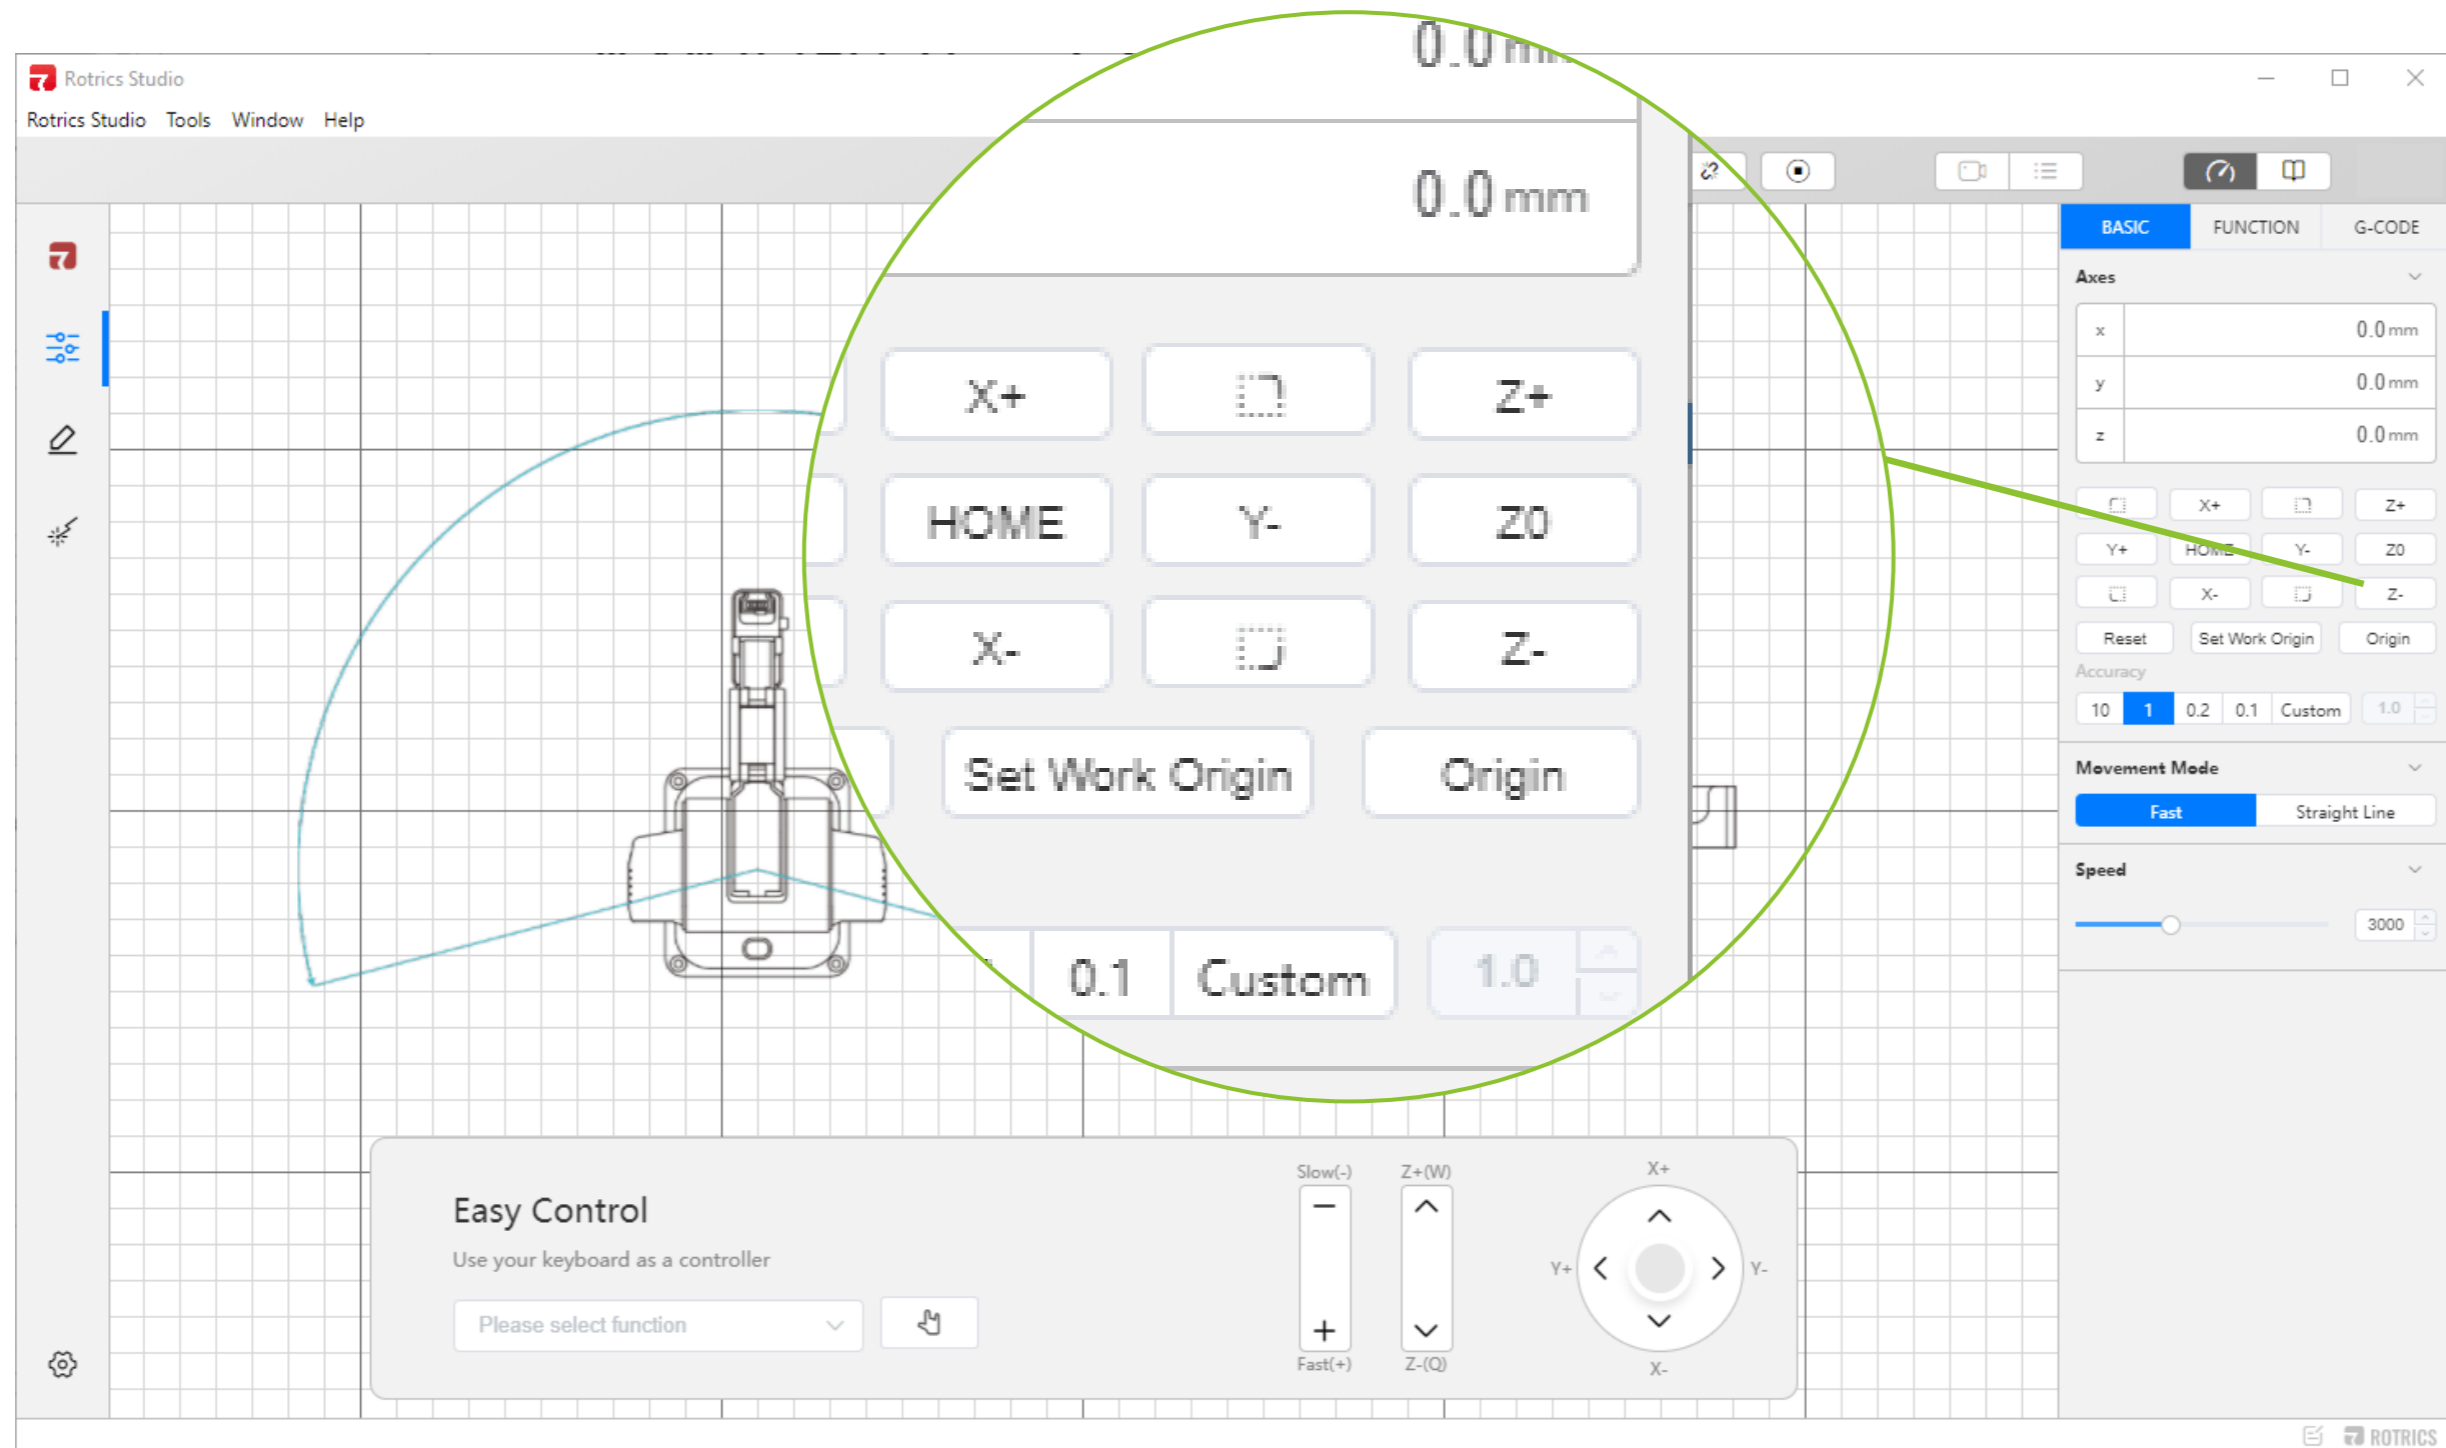 Rotrics Studio
Rotrics Studio Tools Window Help
BASIC FUNCTION G-CODE
Axes
x 0.0 mm
y 0.0 mm
z 0.0 mm
X+ Z+
Y+ HOME Y- Z0
X- Z-
Reset Set Work Origin Origin
Accuracy
10 1 0.2 0.1 Custom 1.0
Movement Mode
Fast Straight Line
Speed
3000
0.0 mm
0.0 mm
X+ Z+
HOME Y- Z0
X- Z-
Set Work Origin Origin
0.1 Custom 1.0
Easy Control
Use your keyboard as a controller
Please select function
Slow(-)
Fast(+)
Z+(W)
Z-(Q)
X+
Y+ Y-
X-
ROTRICS